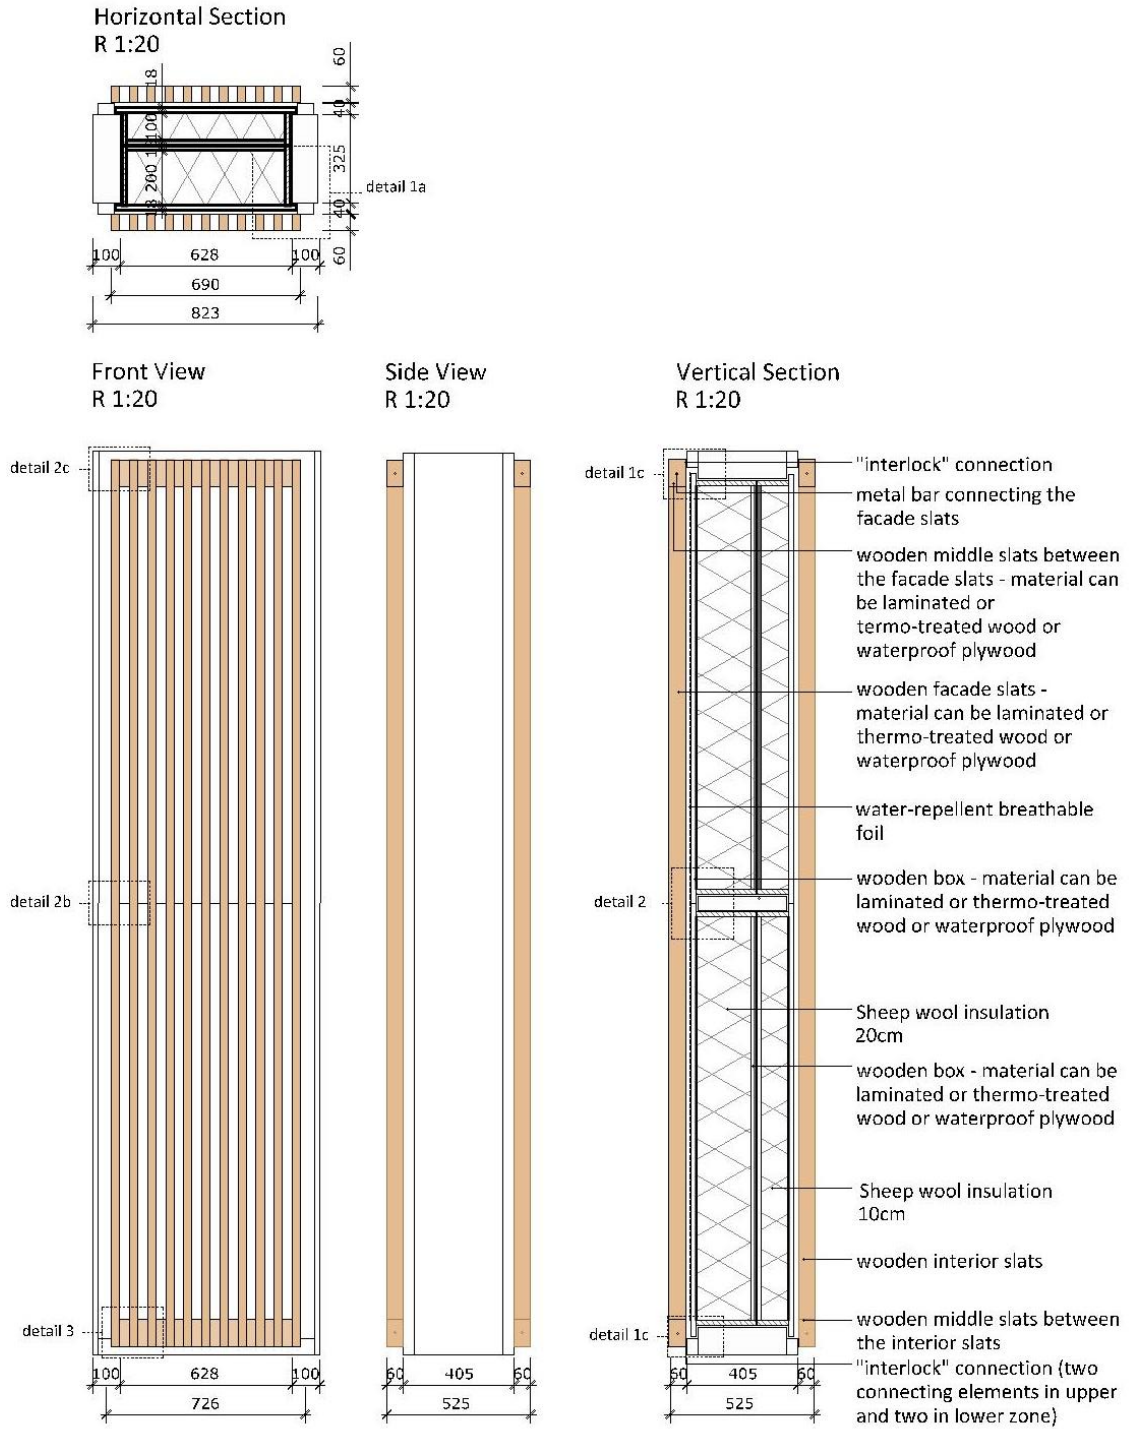 Horizontal Section
R 1:20
60
18
40
100
325
200
detail 1a
18
40
100
628
100
60
690
823
Front View
R 1:20
Side View
R 1:20
Vertical Section
R 1:20
detail 2c
detail 1c
"interlock" connection
metal bar connecting the
facade slats
wooden middle slats between
the facade slats - material can
be laminated or
termo-treated wood or
waterproof plywood
wooden facade slats -
material can be laminated or
thermo-treated wood or
waterproof plywood
water-repellent breathable
foil
detail 2b
detail 2
wooden box - material can be
laminated or thermo-treated
wood or waterproof plywood
Sheep wool insulation
20cm
wooden box - material can be
laminated or thermo-treated
wood or waterproof plywood
Sheep wool insulation
10cm
wooden interior slats
detail 3
detail 1c
wooden middle slats between
the interior slats
"interlock" connection (two
connecting elements in upper
and two in lower zone)
100 628 100
726
60 405 60
525
60 405 60
525